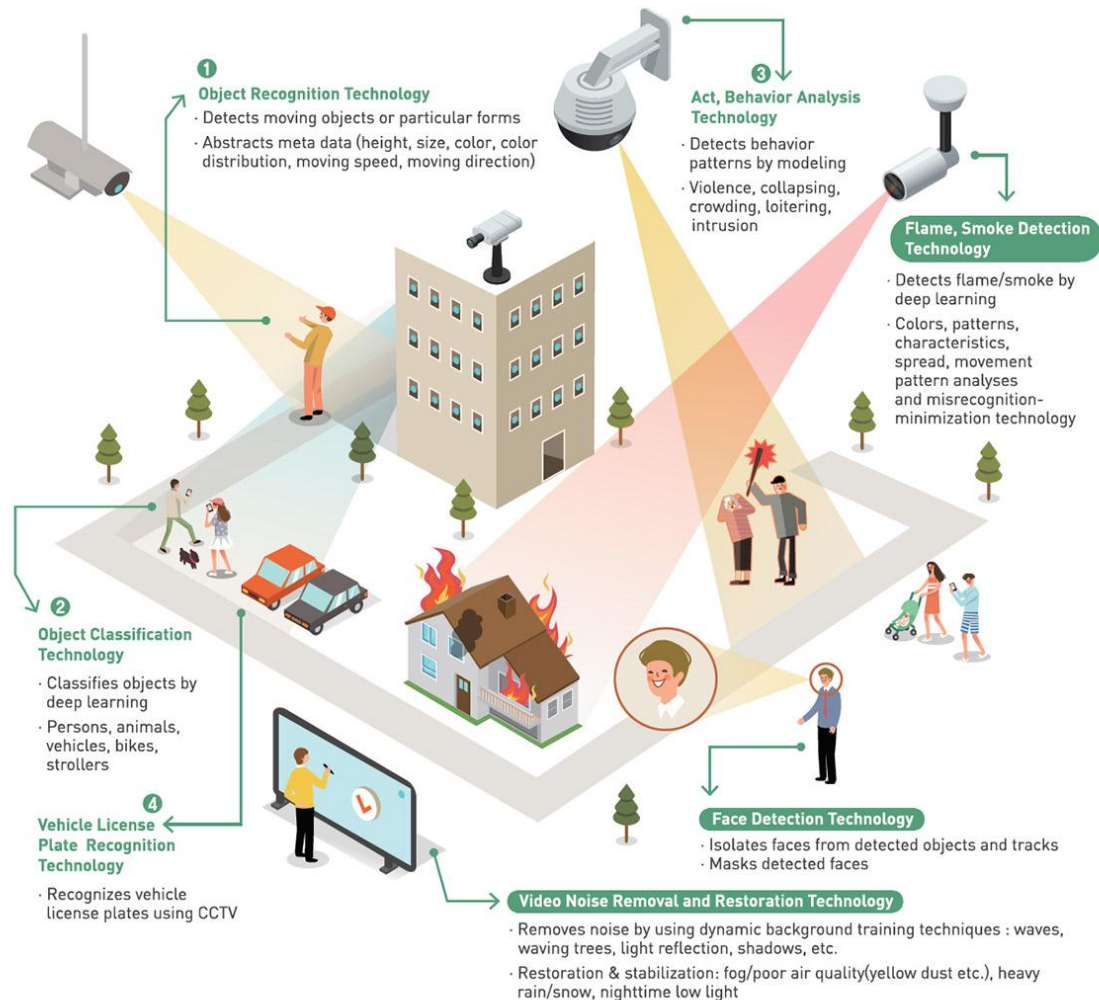 1
Object Recognition Technology
· Detects moving objects or particular forms
· Abstracts meta data (height, size, color, color
distribution, moving speed, moving direction)
3
Act, Behavior Analysis
Technology
· Detects behavior
patterns by modeling
· Violence, collapsing,
crowding, loitering,
intrusion
Flame, Smoke Detection
Technology
· Detects flame/smoke by
deep learning
· Colors, patterns,
characteristics,
spread, movement
pattern analyses
and misrecognition-
minimization technology
2
Object Classification
Technology
· Classifies objects by
deep learning
· Persons, animals,
vehicles, bikes,
strollers
4
Vehicle License
Plate Recognition
Technology
· Recognizes vehicle
license plates using CCTV
Face Detection Technology
· Isolates faces from detected objects and tracks
· Masks detected faces
Video Noise Removal and Restoration Technology
· Removes noise by using dynamic background training techniques : waves,
waving trees, light reflection, shadows, etc.
· Restoration & stabilization: fog/poor air quality(yellow dust etc.), heavy
rain/snow, nighttime low light